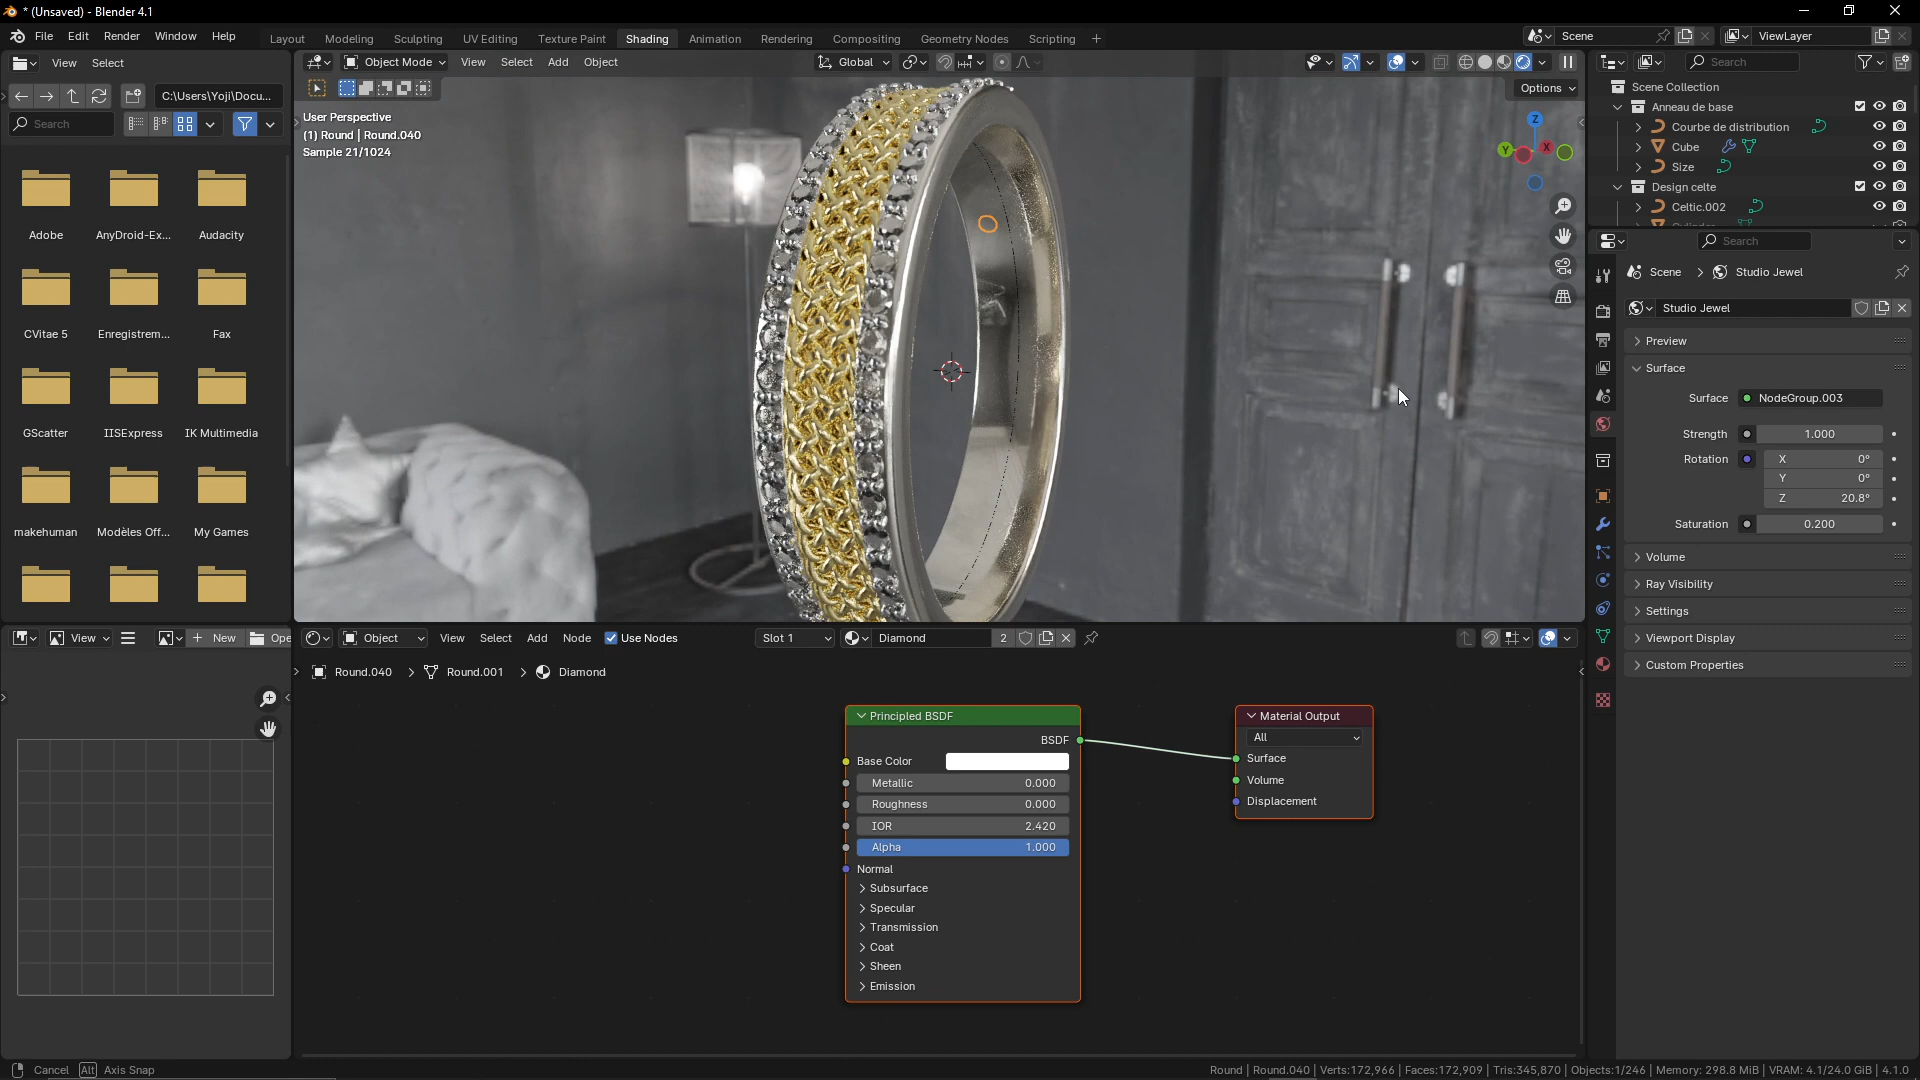 * (Unsaved) - Blender 4.1
File Edit Render Window Help
Layout Modeling Sculpting UV Editing Texture Paint Shading Animation Rendering Compositing Geometry Nodes Scripting +
Scene
ViewLayer
View Select
Object Mode View Select Add Object
Global
Search
C:\Users\Yoji\Docu...
Options
Search
User Perspective
(1) Round | Round.040
Sample 21/1024
Z
Y
X
Scene Collection
Anneau de base
Courbe de distribution
Cube
Size
Design celte
Celtic.002
Adobe AnyDroid-Ex... Audacity
CVitae 5 Enregistrem... Fax
GScatter IISExpress IK Multimedia
makehuman Modèles Off... My Games
Search
Scene > Studio Jewel
Studio Jewel
Preview
Surface
Surface NodeGroup.003
Strength 1.000
Rotation X 0°
Y 0°
Z 20.8°
Saturation 0.200
Volume
Ray Visibility
Settings
Viewport Display
Custom Properties
View
New
Ope
Object View Select Add Node Use Nodes
Slot 1
Diamond 2
Round.040 > Round.001 > Diamond
Principled BSDF
BSDF
Base Color
Metallic 0.000
Roughness 0.000
IOR 2.420
Alpha 1.000
Normal
Subsurface
Specular
Transmission
Coat
Sheen
Emission
Material Output
All
Surface
Volume
Displacement
Cancel Alt Axis Snap
Round | Round.040 | Verts:172,966 | Faces:172,909 | Tris:345,870 | Objects:1/246 | Memory: 298.8 MiB | VRAM: 4.1/24.0 GiB | 4.1.0